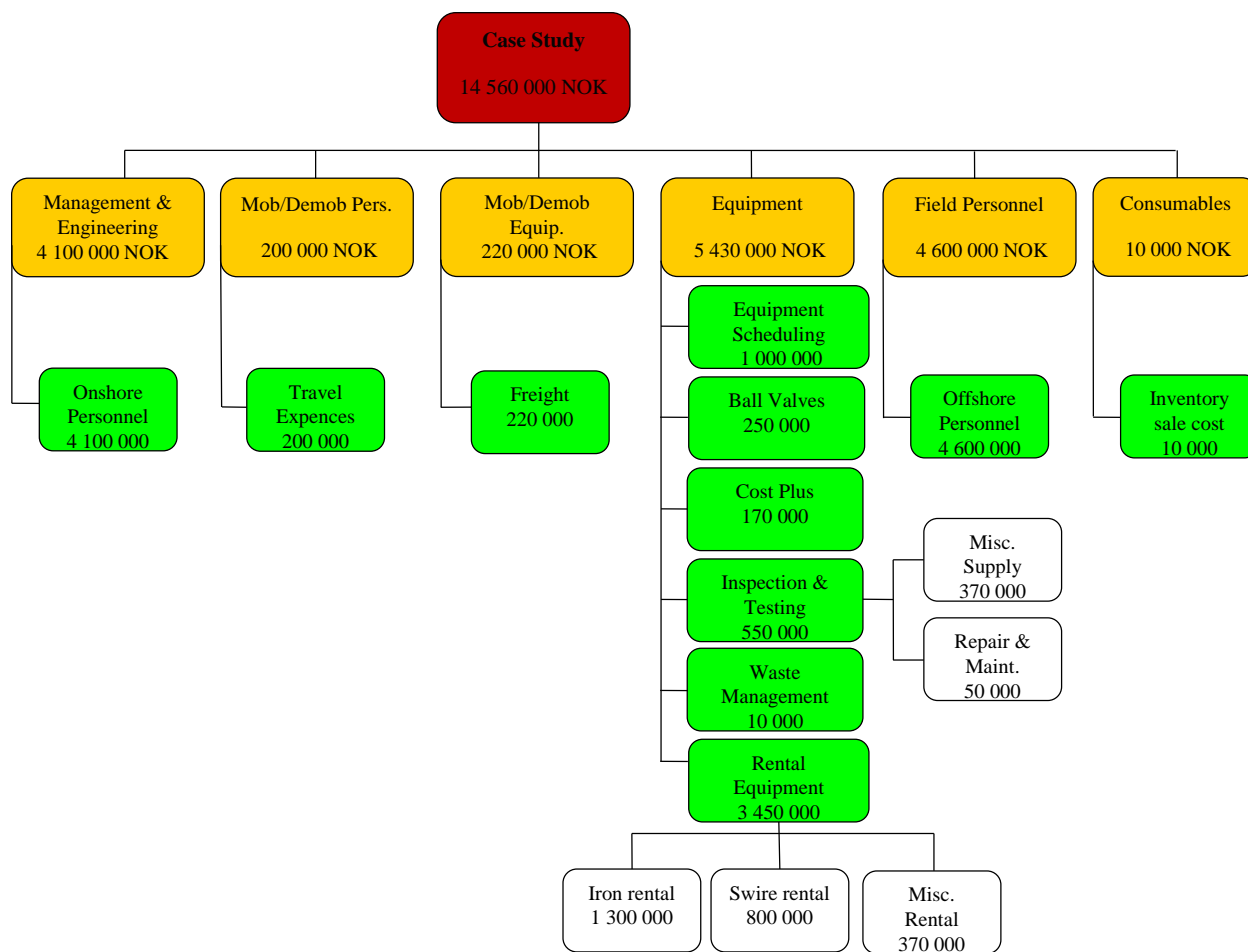 Case Study
14 560 000 NOK
Management &
Engineering
4 100 000 NOK
Mob/Demob Pers.
200 000 NOK
Mob/Demob
Equip.
220 000 NOK
Equipment
5 430 000 NOK
Field Personnel
4 600 000 NOK
Consumables
10 000 NOK
Onshore
Personnel
4 100 000
Travel
Expences
200 000
Freight
220 000
Equipment
Scheduling
1 000 000
Ball Valves
250 000
Cost Plus
170 000
Inspection &
Testing
550 000
Waste
Management
10 000
Rental
Equipment
3 450 000
Offshore
Personnel
4 600 000
Inventory
sale cost
10 000
Misc.
Supply
370 000
Repair &
Maint.
50 000
Iron rental
1 300 000
Swire rental
800 000
Misc.
Rental
370 000